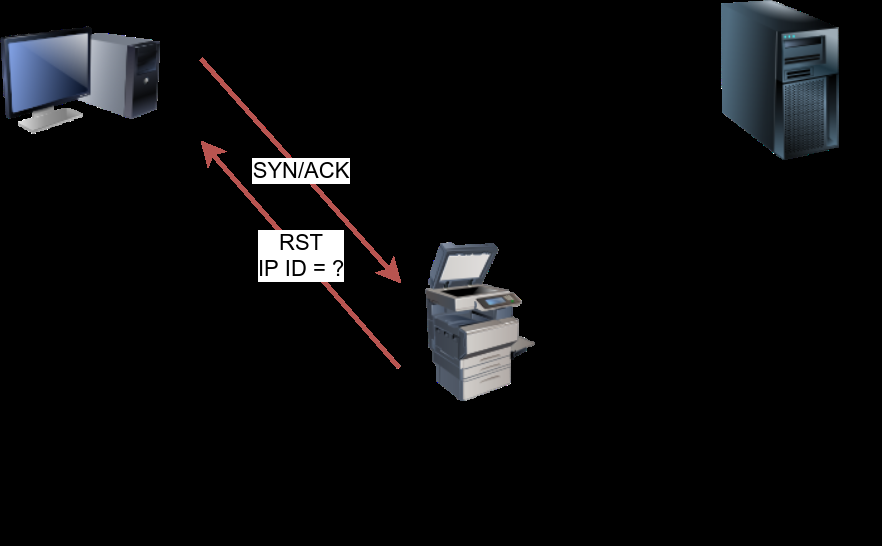 SYN/ACK
RST
IP ID = ?